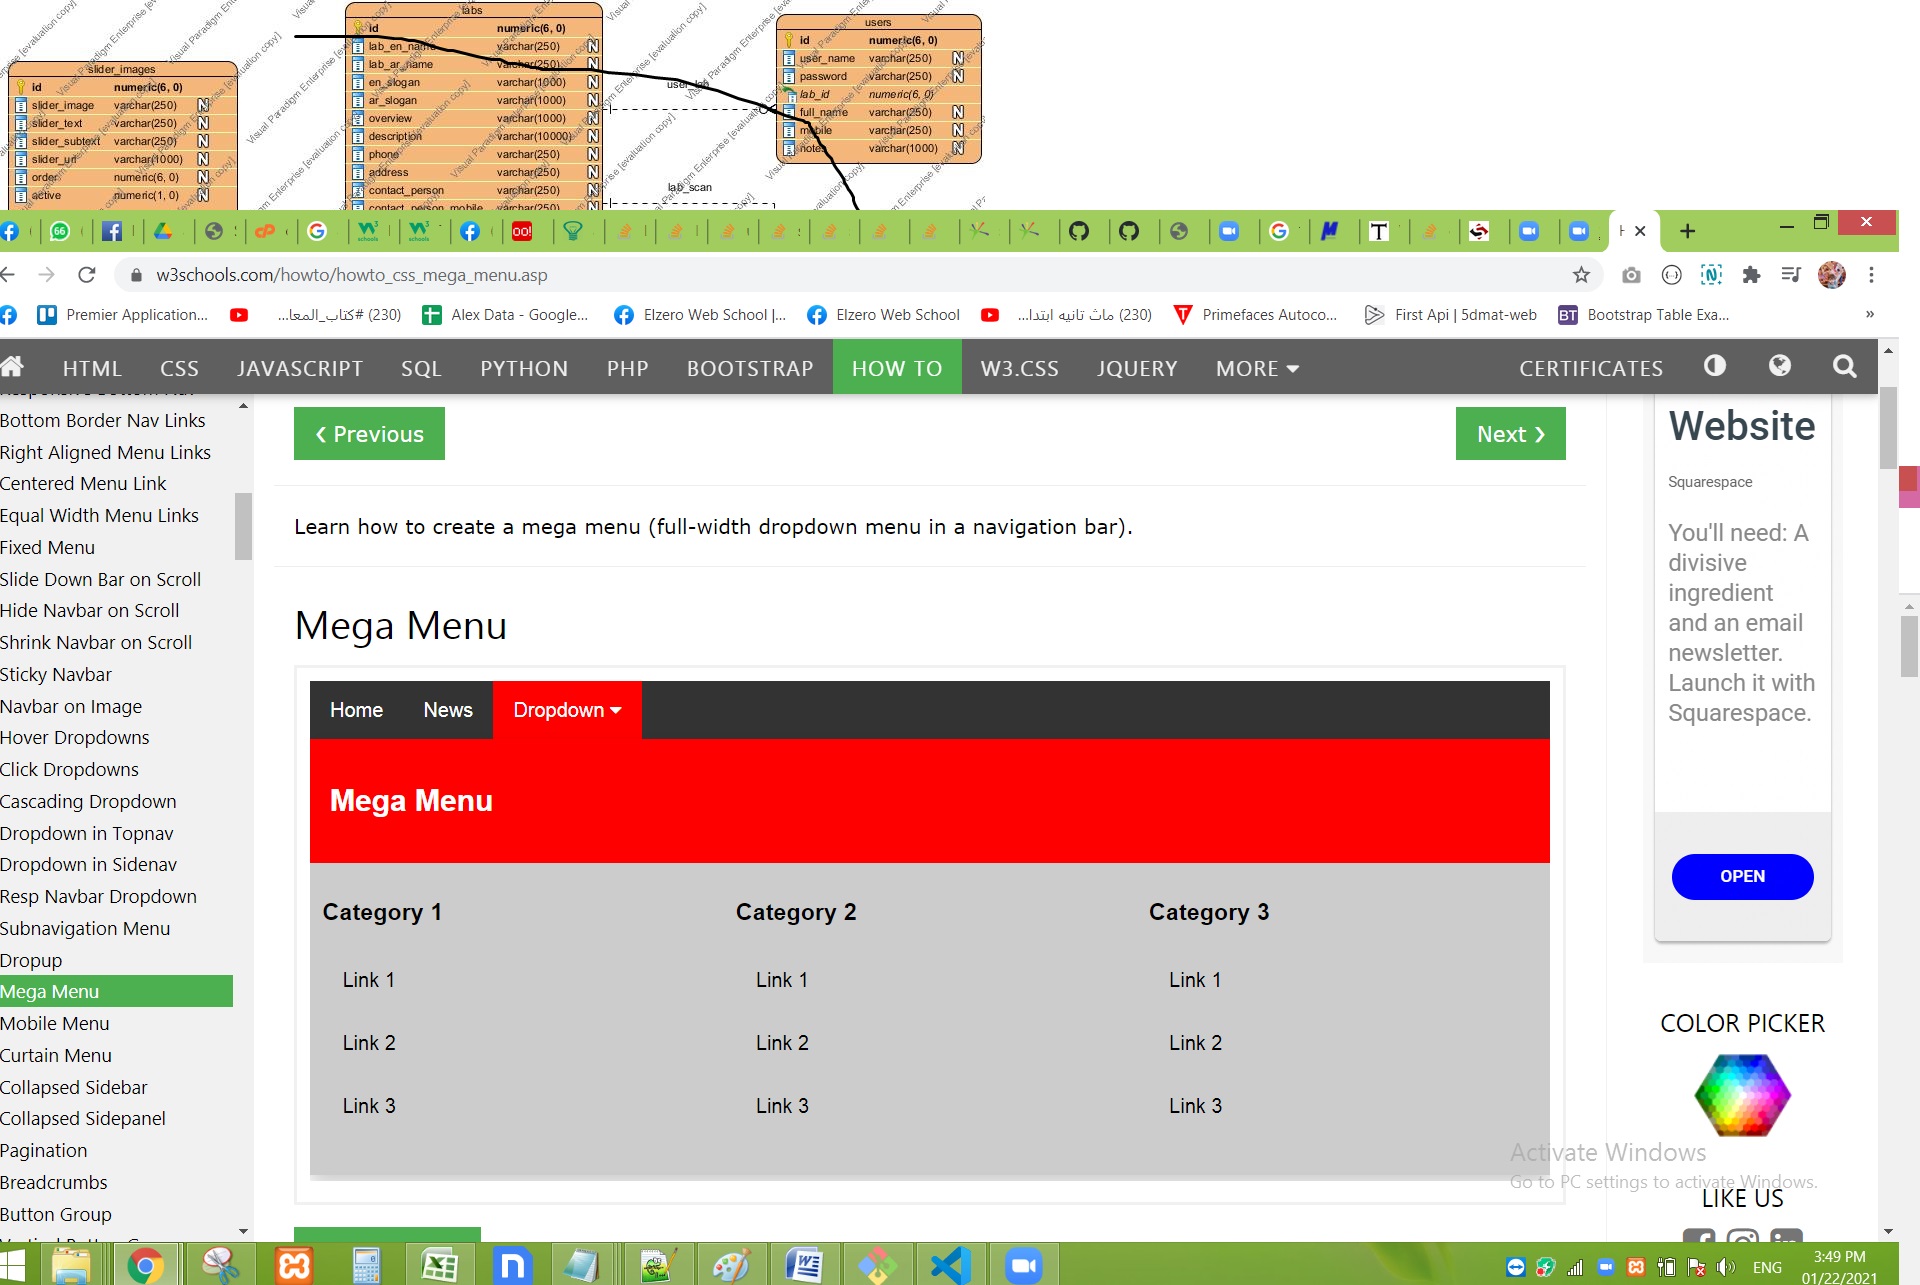 slider_images
id numeric(6, 0)
slider_image varchar(250) N
slider_text varchar(250) N
slider_subtext varchar(250) N
slider_url varchar(1000) N
order numeric(6, 0) N
active numeric(1, 0) N
labs
id numeric(6, 0)
lab_en_name varchar(250) N
lab_ar_name varchar(250) N
en_slogan varchar(1000) N
ar_slogan varchar(1000) N
overview varchar(1000) N
description varchar(10000) N
phone varchar(250) N
address varchar(250) N
contact_person varchar(250) N
contact_person_mobile varchar(250) N
lab_scan
users
id numeric(6, 0)
user_name varchar(250) N
password varchar(250) N
lab_id numeric(6, 0)
full_name varchar(250) N
mobile varchar(250) N
notes varchar(1000) N
Visual Paradigm Enterprise [evaluation copy]
w3schools.com/howto/howto_css_mega_menu.asp
Premier Application...
(230) #كتاب_المعا...
Alex Data - Google...
Elzero Web School |...
Elzero Web School
(230) ماث تانيه ابتدا...
Primefaces Autoco...
First Api | 5dmat-web
BT Bootstrap Table Exa...
»
HTML CSS JAVASCRIPT SQL PYTHON PHP BOOTSTRAP HOW TO W3.CSS JQUERY MORE CERTIFICATES
Bottom Border Nav Links
Right Aligned Menu Links
Centered Menu Link
Equal Width Menu Links
Fixed Menu
Slide Down Bar on Scroll
Hide Navbar on Scroll
Shrink Navbar on Scroll
Sticky Navbar
Navbar on Image
Hover Dropdowns
Click Dropdowns
Cascading Dropdown
Dropdown in Topnav
Dropdown in Sidenav
Resp Navbar Dropdown
Subnavigation Menu
Dropup
Mega Menu
Mobile Menu
Curtain Menu
Collapsed Sidebar
Collapsed Sidepanel
Pagination
Breadcrumbs
Button Group
❮ Previous
Next ❯
Learn how to create a mega menu (full-width dropdown menu in a navigation bar).
Mega Menu
Home News Dropdown
Mega Menu
Category 1 Category 2 Category 3
Link 1 Link 1 Link 1
Link 2 Link 2 Link 2
Link 3 Link 3 Link 3
Website
Squarespace
You'll need: A
divisive
ingredient
and an email
newsletter.
Launch it with
Squarespace.
OPEN
COLOR PICKER
Activate Windows
Go to PC settings to activate Windows.
LIKE US
ENG
3:49 PM
01/22/2021